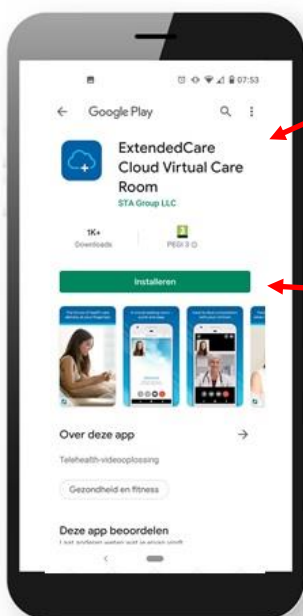 07:53
Google Play
ExtendedCare
Cloud Virtual Care
Room
STA Group LLC
1K+
Downloads
3
PEGI 3
Installeren
Over deze app
Telehealth-videooplossing
Gezondheid en fitness
Deze app beoordelen